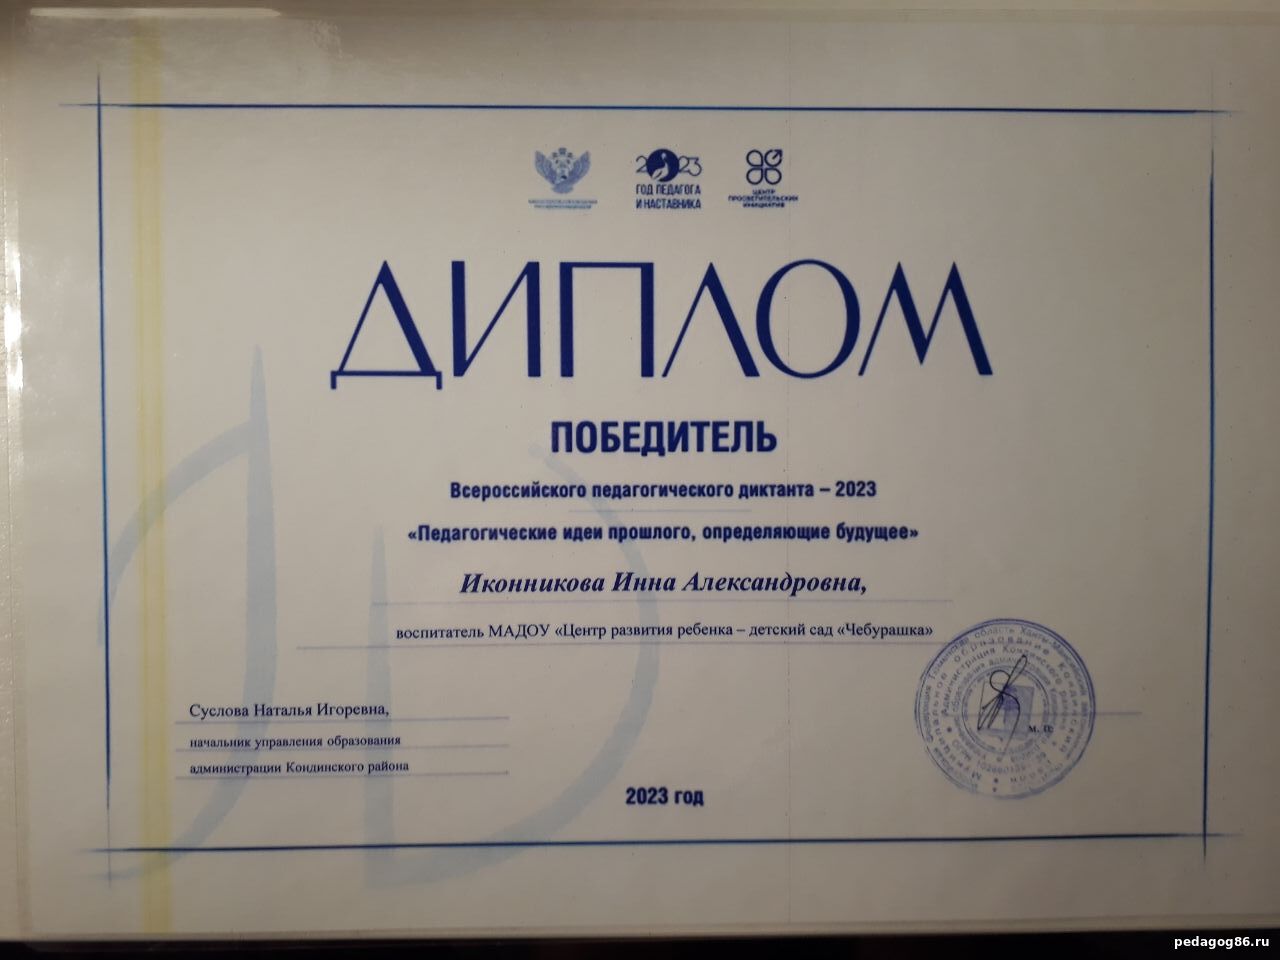 2023
ГОД ПЕДАГОГА
И НАСТАВНИКА
ЦЕНТР
ПРОСВЕТИТЕЛЬСКИХ
ИНИЦИАТИВ
ДИПЛОМ
ПОБЕДИТЕЛЬ
Всероссийского педагогического диктанта – 2023
«Педагогические идеи прошлого, определяющие будущее»
Иконникова Инна Александровна,
воспитатель МАДОУ «Центр развития ребенка – детский сад «Чебурашка»
Суслова Наталья Игоревна,
начальник управления образования
администрации Кондинского района
м. п.
2023 год
pedagog86.ru